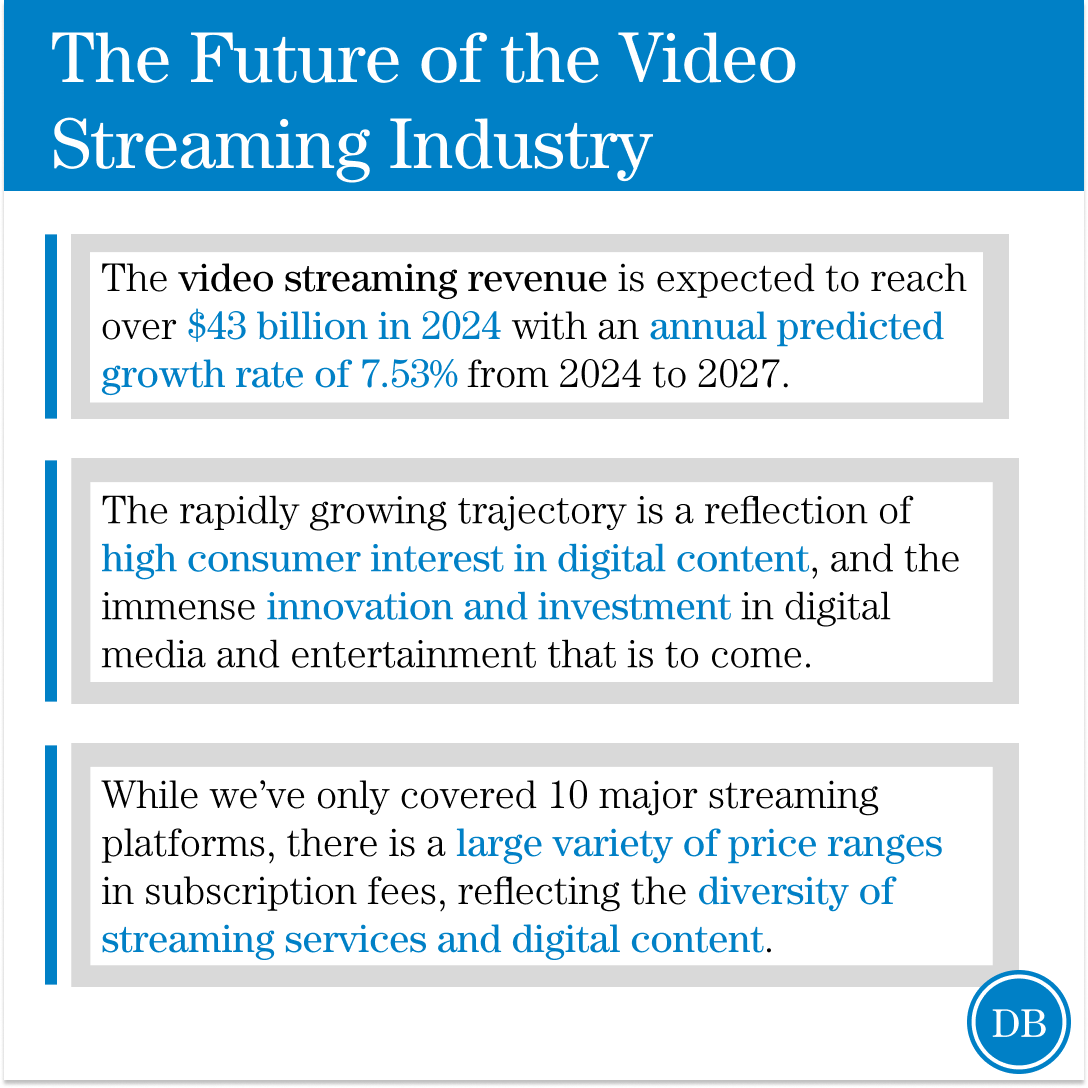 The Future of the Video
Streaming Industry
The video streaming revenue is expected to reach
over $43 billion in 2024 with an annual predicted
growth rate of 7.53% from 2024 to 2027.
The rapidly growing trajectory is a reflection of
high consumer interest in digital content, and the
immense innovation and investment in digital
media and entertainment that is to come.
While we’ve only covered 10 major streaming
platforms, there is a large variety of price ranges
in subscription fees, reflecting the diversity of
streaming services and digital content.
DB